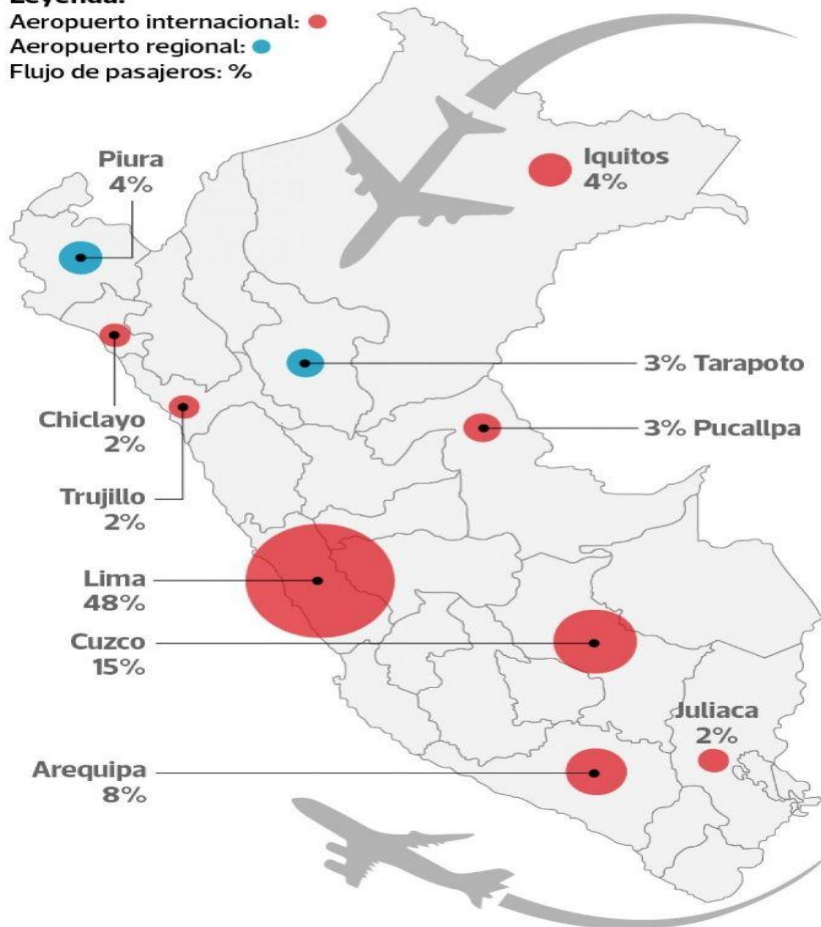 Leyenda:
Aeropuerto internacional:
Aeropuerto regional:
Flujo de pasajeros: %
Piura
4%
Iquitos
4%
3% Tarapoto
Chiclayo
2%
3% Pucallpa
Trujillo
2%
Lima
48%
Cuzco
15%
Juliaca
2%
Arequipa
8%